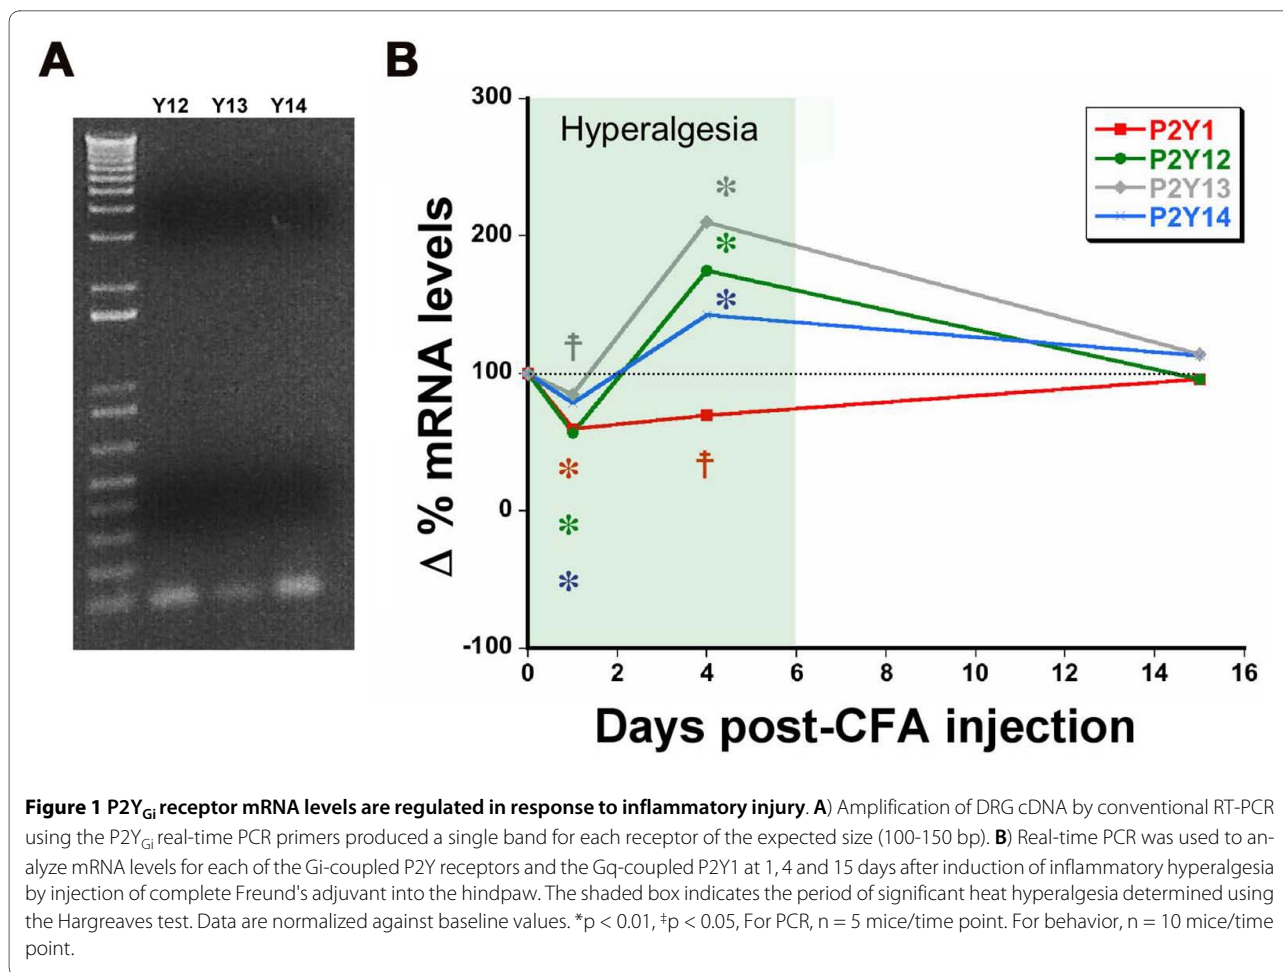 A
Y12 Y13 Y14
B
300
200
100
0
-100
Δ % mRNA levels
Hyperalgesia
*
*
*
†
*
*
*
†
P2Y1
P2Y12
P2Y13
P2Y14
0 2 4 6 8 10 12 14 16
Days post-CFA injection
Figure 1 P2YGi receptor mRNA levels are regulated in response to inflammatory injury. A) Amplification of DRG cDNA by conventional RT-PCR
using the P2YGi real-time PCR primers produced a single band for each receptor of the expected size (100-150 bp). B) Real-time PCR was used to an-
alyze mRNA levels for each of the Gi-coupled P2Y receptors and the Gq-coupled P2Y1 at 1, 4 and 15 days after induction of inflammatory hyperalgesia
by injection of complete Freund's adjuvant into the hindpaw. The shaded box indicates the period of significant heat hyperalgesia determined using
the Hargreaves test. Data are normalized against baseline values. *p < 0.01, ‡p < 0.05, For PCR, n = 5 mice/time point. For behavior, n = 10 mice/time
point.